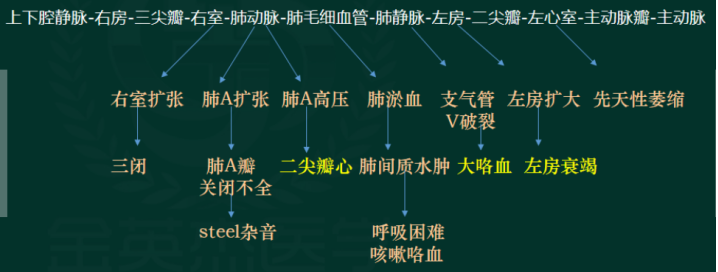 上下腔静脉-右房-三尖瓣-右室-肺动脉-肺毛细血管-肺静脉-左房-二尖瓣-左心室-主动脉瓣-主动脉
右室扩张 肺A扩张 肺A高压 肺淤血 支气管 左房扩大 先天性萎缩
V破裂
三闭 肺A瓣 二尖瓣心 肺间质水肿 大咯血 左房衰竭
关闭不全
steel杂音 呼吸困难
咳嗽咯血